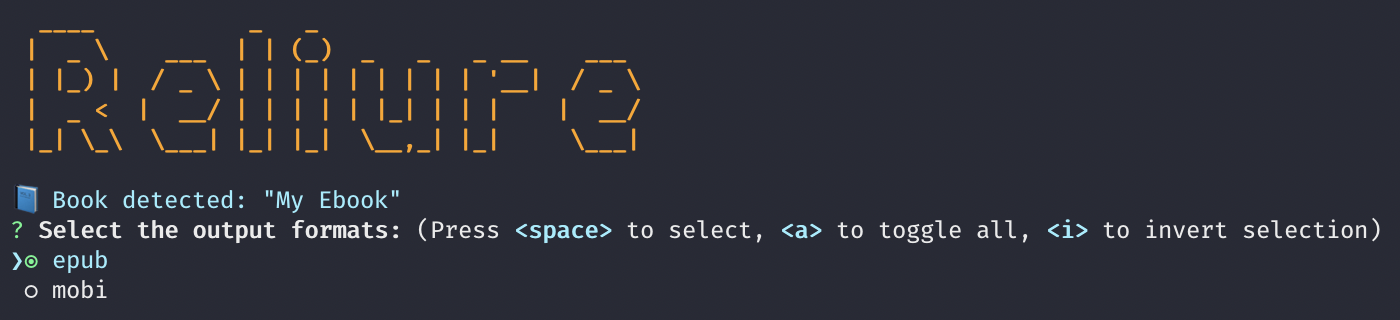 Reliure
Book detected: "My Ebook"
? Select the output formats: (Press <space> to select, <a> to toggle all, <i> to invert selection)
❯◉ epub
◯ mobi